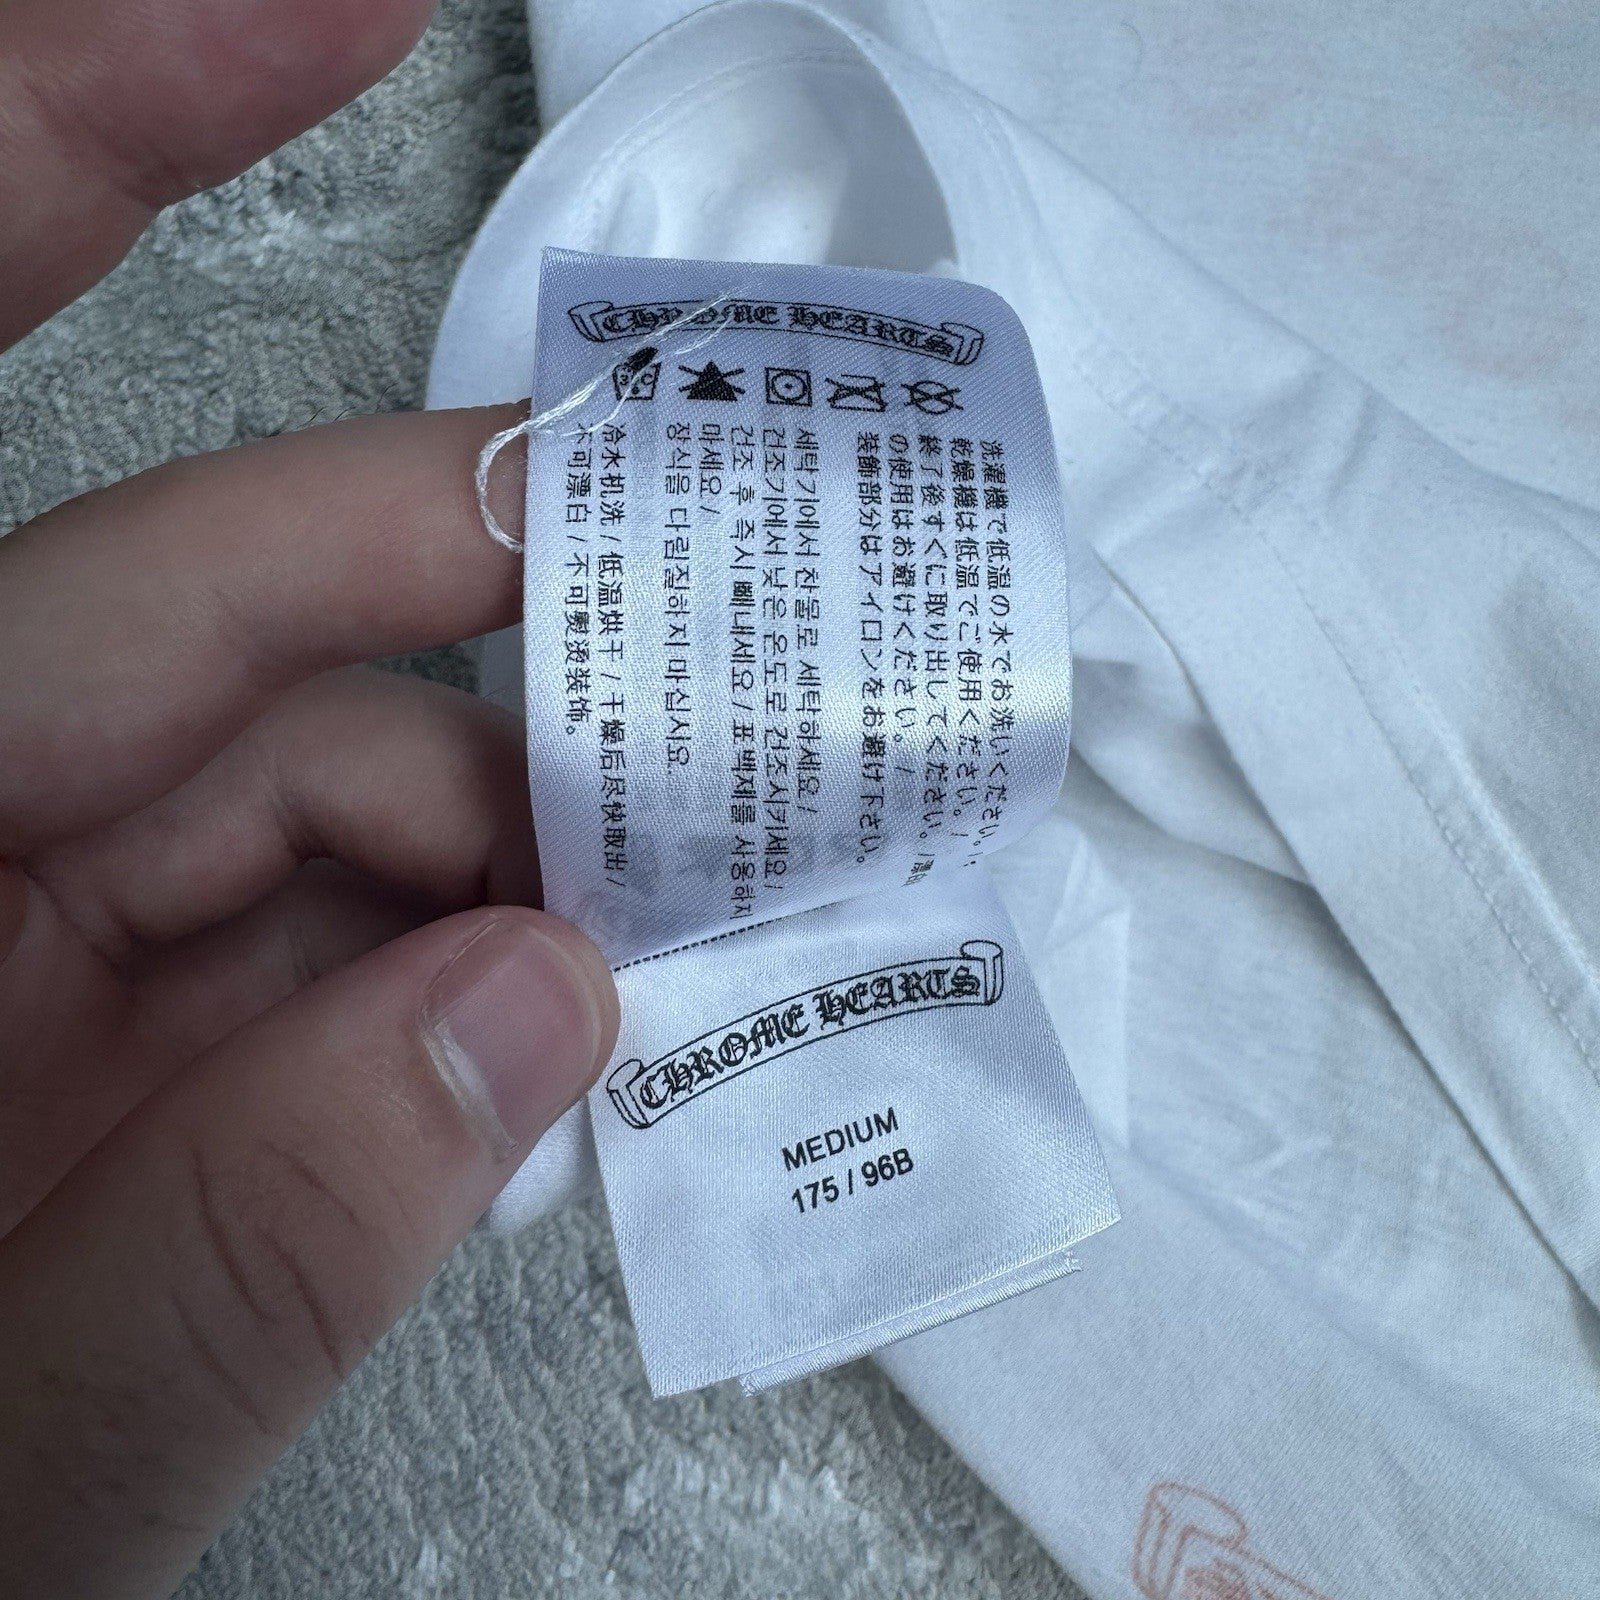 CHROME HEARTS
洗濯機で低温の水でお洗いください。/
乾燥機は低温でご使用ください。/
終了後すぐに取り出してください。/漂白
の使用はお避けください。/
装飾部分はアイロンをお避け下さい。
세탁기에서 찬물로 세탁하세요/
건조기에서 낮은 온도로 건조시키세요/
건조 후 즉시 빼내세요/표백제를 사용하지
마세요/
장식을 다림질하지 마십시요.
冷水机洗/低温烘干/干燥后尽快取出/
不可漂白/不可熨烫装饰。
CHROME HEARTS
MEDIUM
175 / 96B